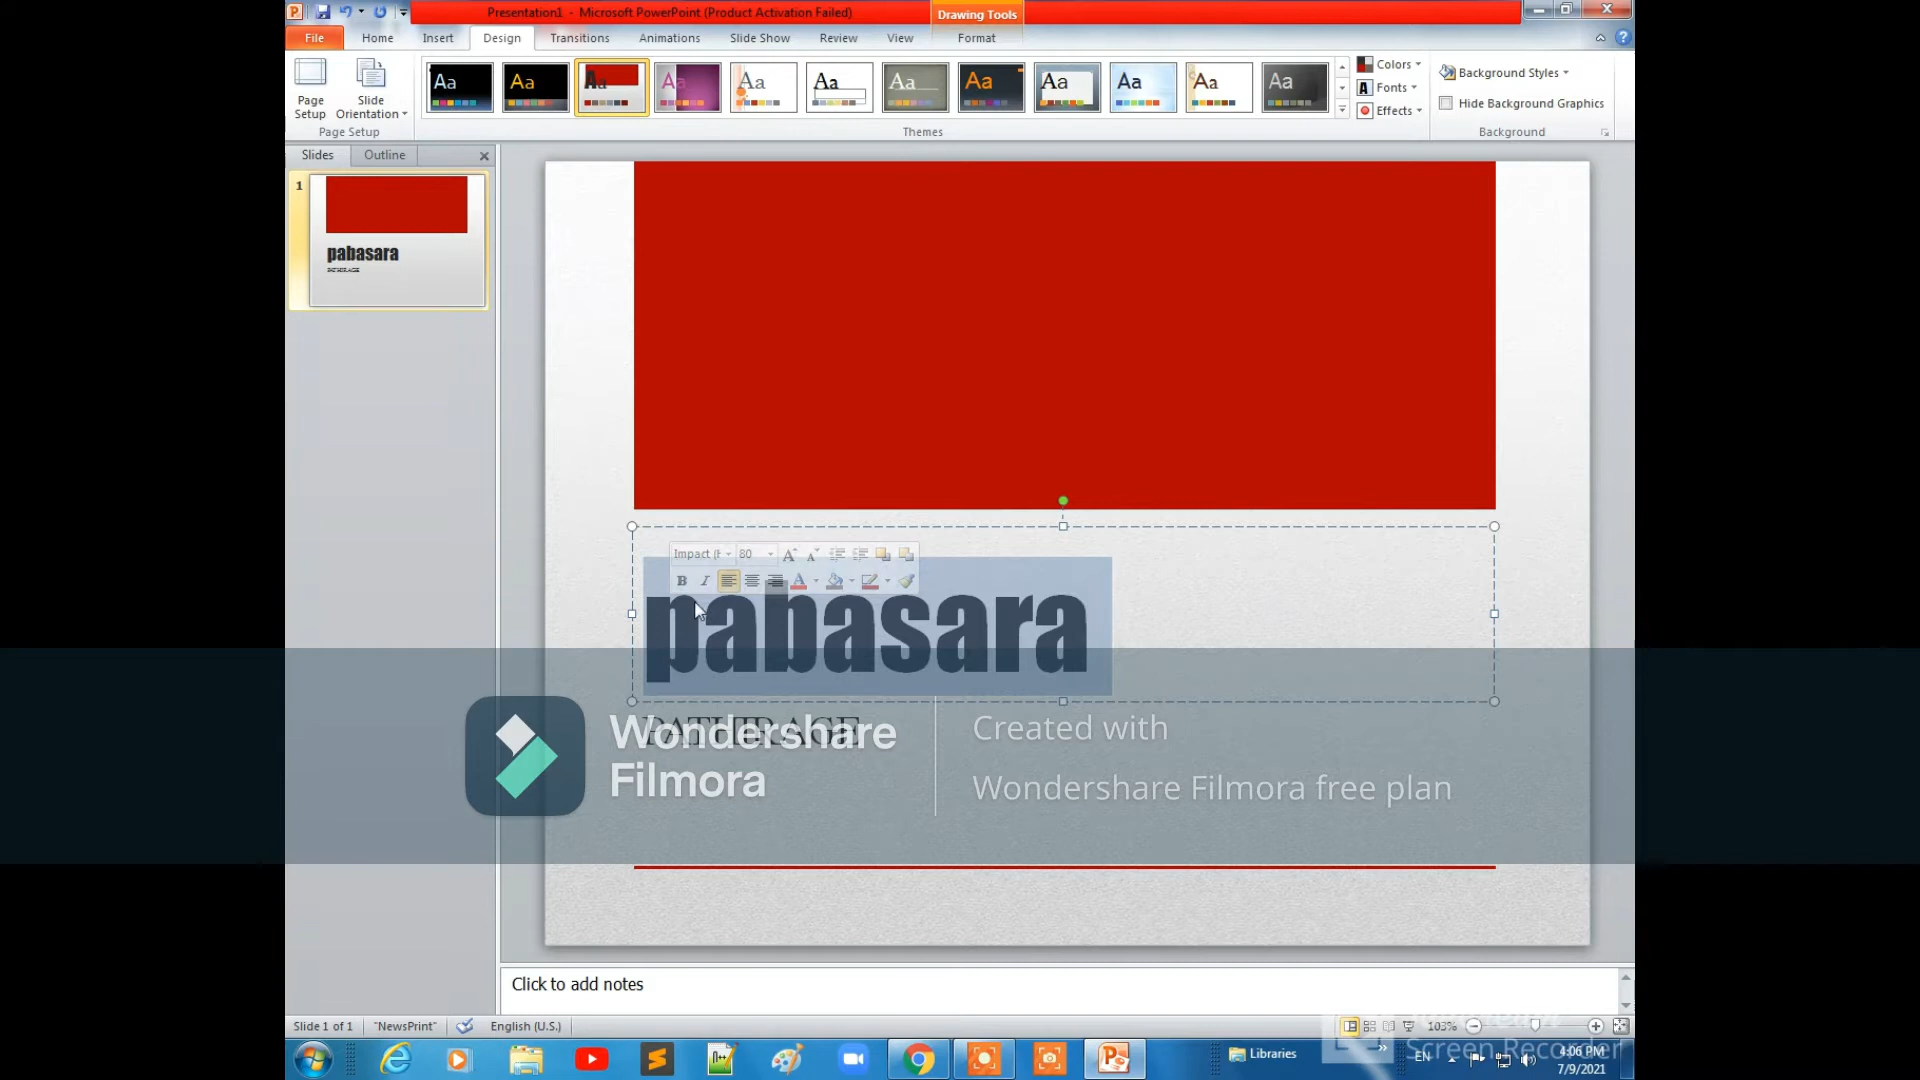 Presentation1 - Microsoft PowerPoint (Product Activation Failed)
Drawing Tools
File Home Insert Design Transitions Animations Slide Show Review View Format
Page Setup
Slide Orientation
Page Setup
Aa Aa Aa Aa Aa Aa Aa Aa Aa Aa Aa Aa
Themes
Colors
Fonts
Effects
Background Styles
Hide Background Graphics
Background
Slides Outline
1
pabasara
PATHIRAGE
Impact (H 80
pabasara
PATHIRAGE
Wondershare
Filmora
Created with
Wondershare Filmora free plan
Click to add notes
Slide 1 of 1 "NewsPrint" English (U.S.) 103%
Libraries
EN
4:06 PM
7/9/2021
Screen Recorder